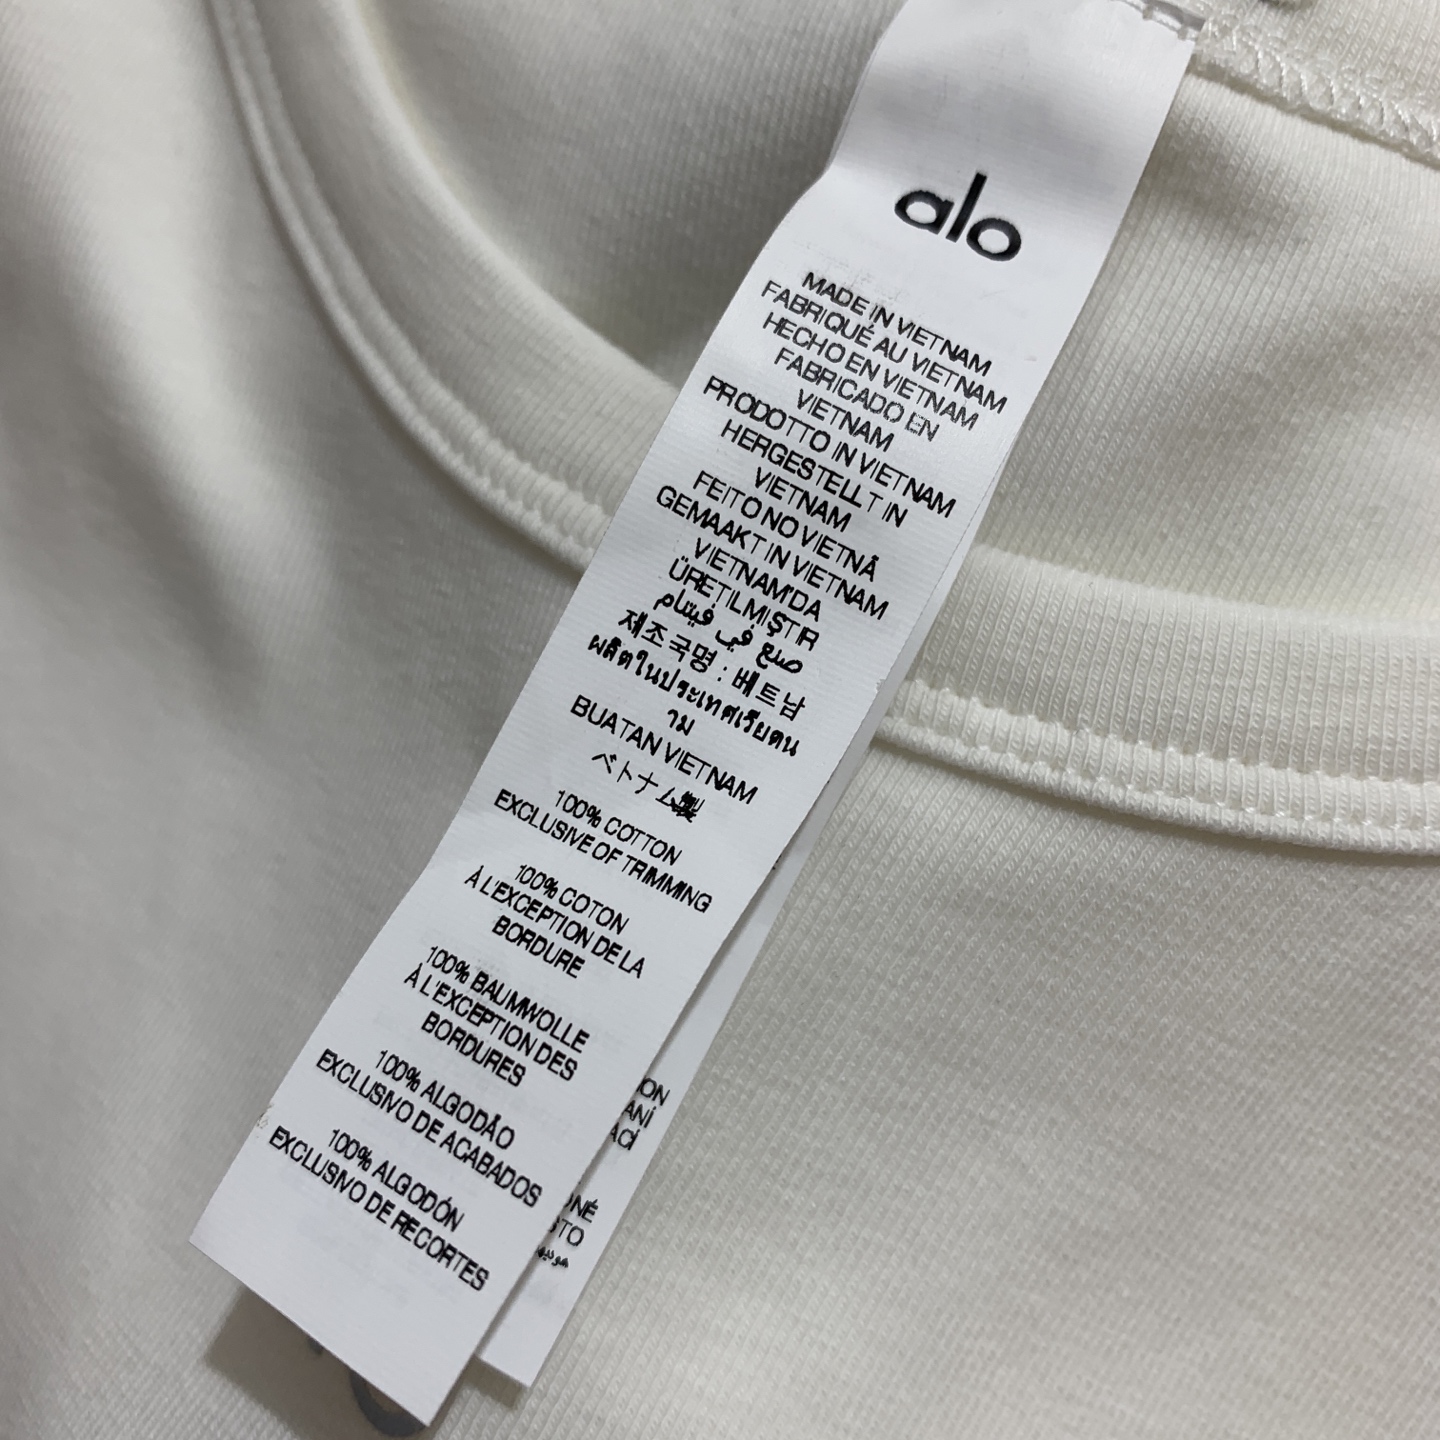 alo
MADE IN VIETNAM
FABRIQUÉ AU VIETNAM
HECHO EN VIETNAM
FABRICADO EN
VIETNAM
PRODOTTO IN VIETNAM
HERGESTELLT IN
VIETNAM
FEITO NO VIETNÃ
GEMAAKT IN VIETNAM
VIETNAM'DA
ÜRETILMIŞTIR
صنع في فيتنام
제조국명 : 베트남
ผลิตในประเทศเวียดน
าม
BUATAN VIETNAM
ベトナム製
100% COTTON
EXCLUSIVE OF TRIMMING
100% COTON
À L'EXCEPTION DE LA
BORDURE
100% BAUMWOLLE
À L'EXCEPTION DES
BORDURES
100% ALGODÃO
EXCLUSIVO DE ACABADOS
100% ALGODÓN
EXCLUSIVO DE RECORTES